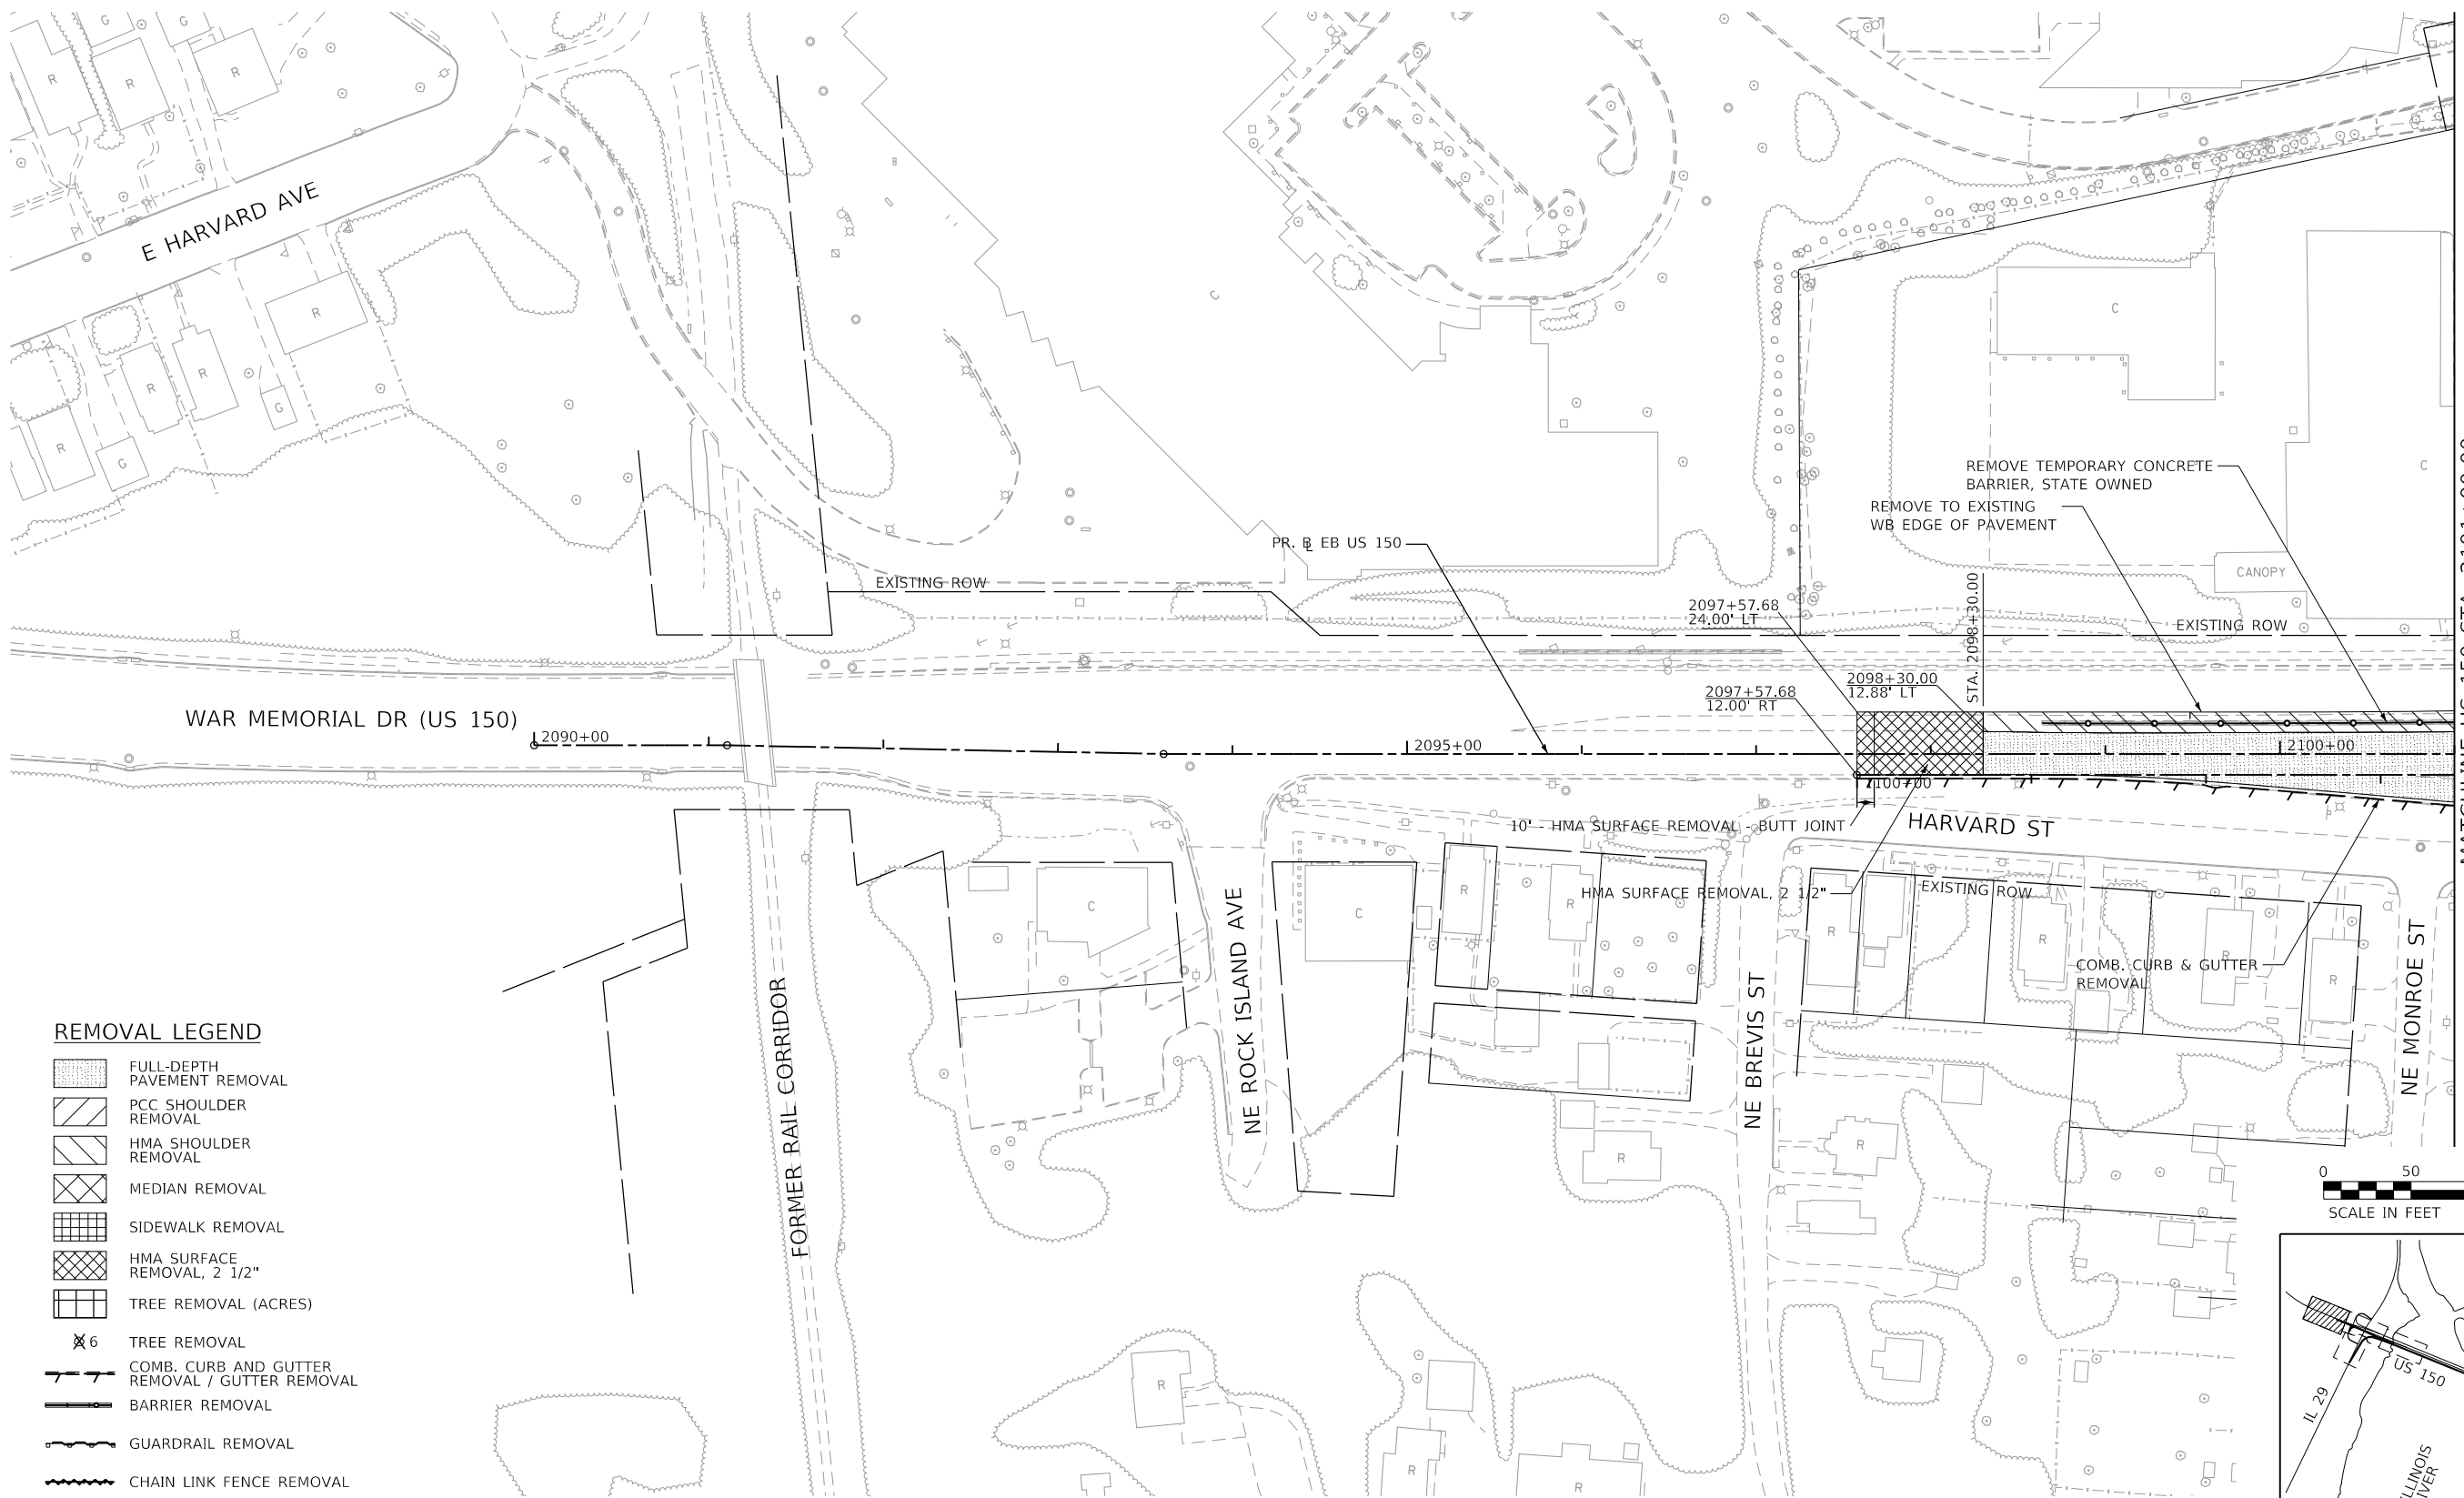 G
G
R
R
R
E HARVARD AVE
R
R
R
G
R
G
C
C
C
REMOVE TEMPORARY CONCRETE
BARRIER, STATE OWNED
REMOVE TO EXISTING
WB EDGE OF PAVEMENT
PR. ℄ EB US 150
EXISTING ROW
CANOPY
STA. 2098+30.00
2097+57.68
24.00' LT
EXISTING ROW
2098+30.00
12.88' LT
2097+57.68
12.00' RT
WAR MEMORIAL DR (US 150)
2090+00
2095+00
2100+00
7100+00
10' - HMA SURFACE REMOVAL - BUTT JOINT
HARVARD ST
HMA SURFACE REMOVAL, 2 1/2"
EXISTING ROW
COMB. CURB & GUTTER
REMOVAL
C
C
R
R
R
R
R
R
FORMER RAIL CORRIDOR
NE ROCK ISLAND AVE
NE BREVIS ST
NE MONROE ST
R
R
R
R
R
REMOVAL LEGEND
FULL-DEPTH
PAVEMENT REMOVAL
PCC SHOULDER
REMOVAL
HMA SHOULDER
REMOVAL
MEDIAN REMOVAL
SIDEWALK REMOVAL
HMA SURFACE
REMOVAL, 2 1/2"
TREE REMOVAL (ACRES)
6 TREE REMOVAL
COMB. CURB AND GUTTER
REMOVAL / GUTTER REMOVAL
BARRIER REMOVAL
GUARDRAIL REMOVAL
CHAIN LINK FENCE REMOVAL
0 50
SCALE IN FEET
US 150
IL 29